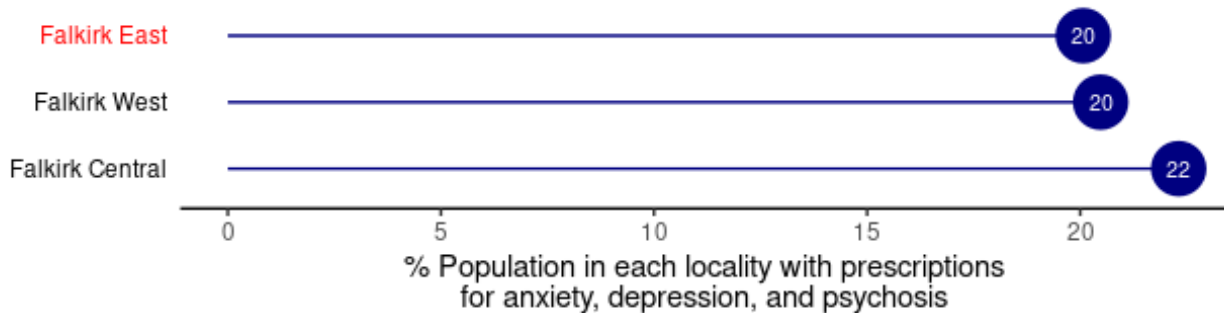 Falkirk East 20
Falkirk West 20
Falkirk Central 22
0 5 10 15 20
% Population in each locality with prescriptions
for anxiety, depression, and psychosis